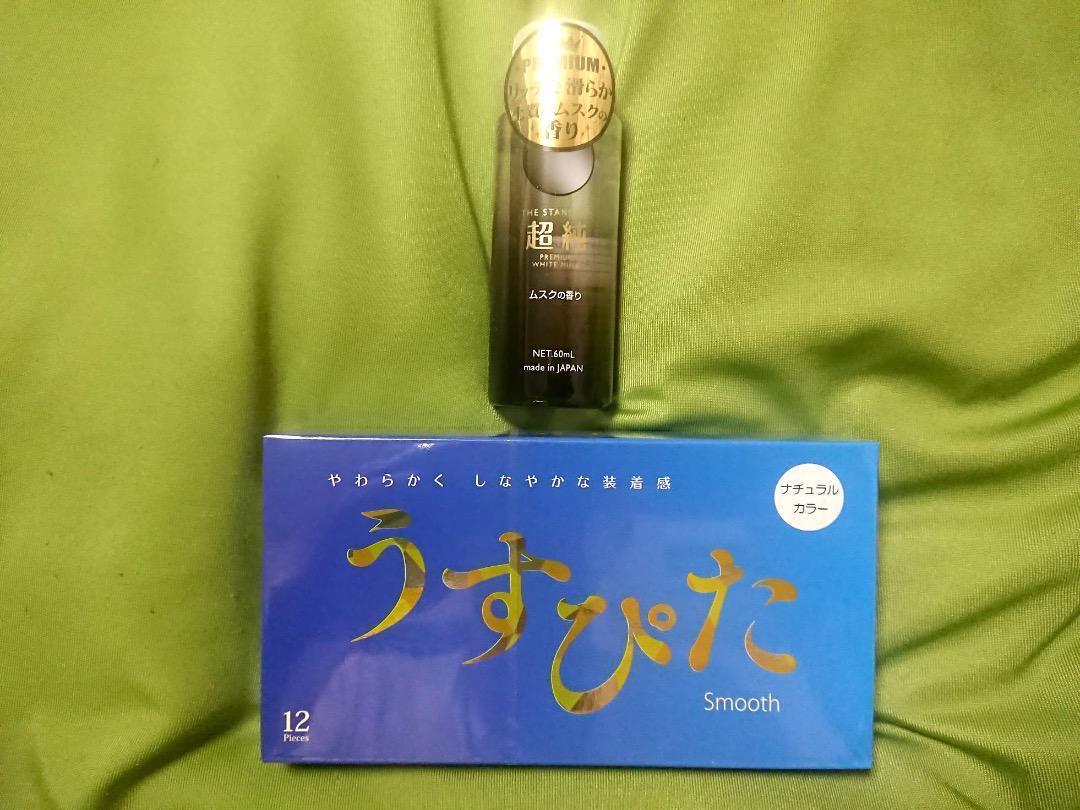 PREMIUM
滑らか
ムスクの
香り
THE STAN
超純
PREMIUM
WHITE MUSK
ムスクの香り
NET.60mL
made in JAPAN
やわらかく しなやかな装着感
ナチュラル
カラー
うすぴた
Smooth
12
Pieces